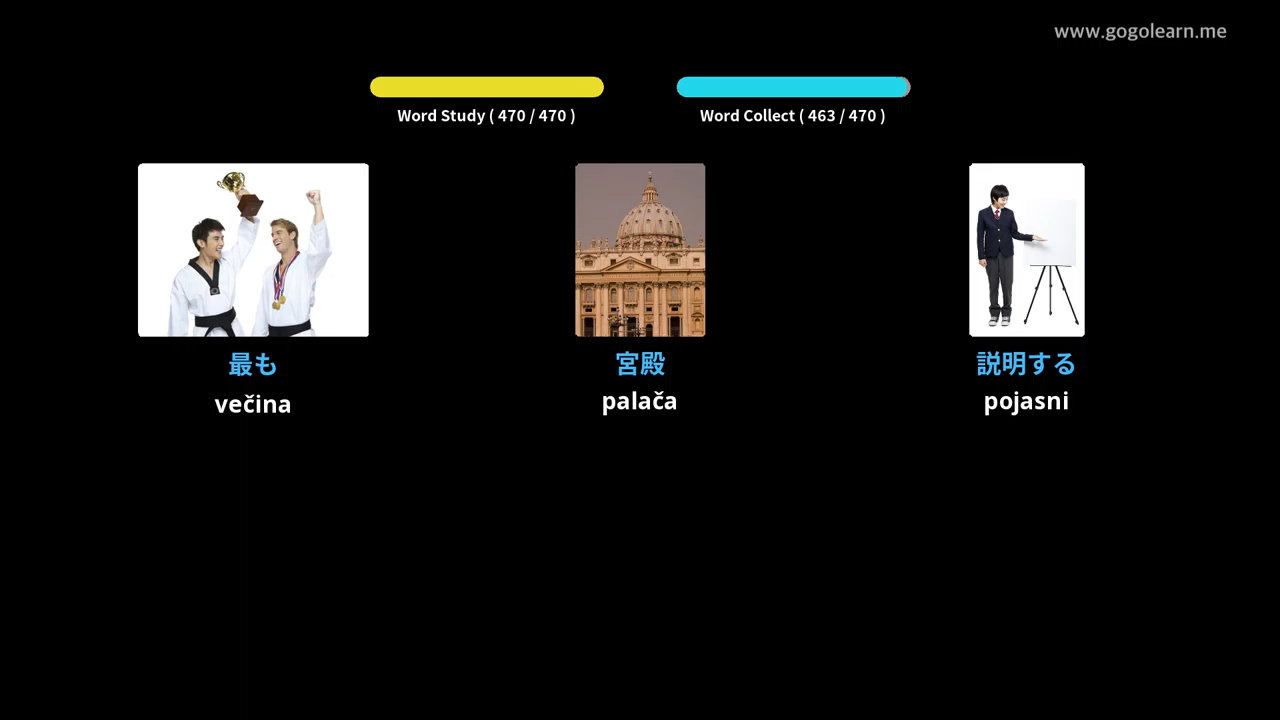 www.gogolearn.me
Word Study ( 470 / 470 )
Word Collect ( 463 / 470 )
最も
večina
宮殿
palača
説明する
pojasni